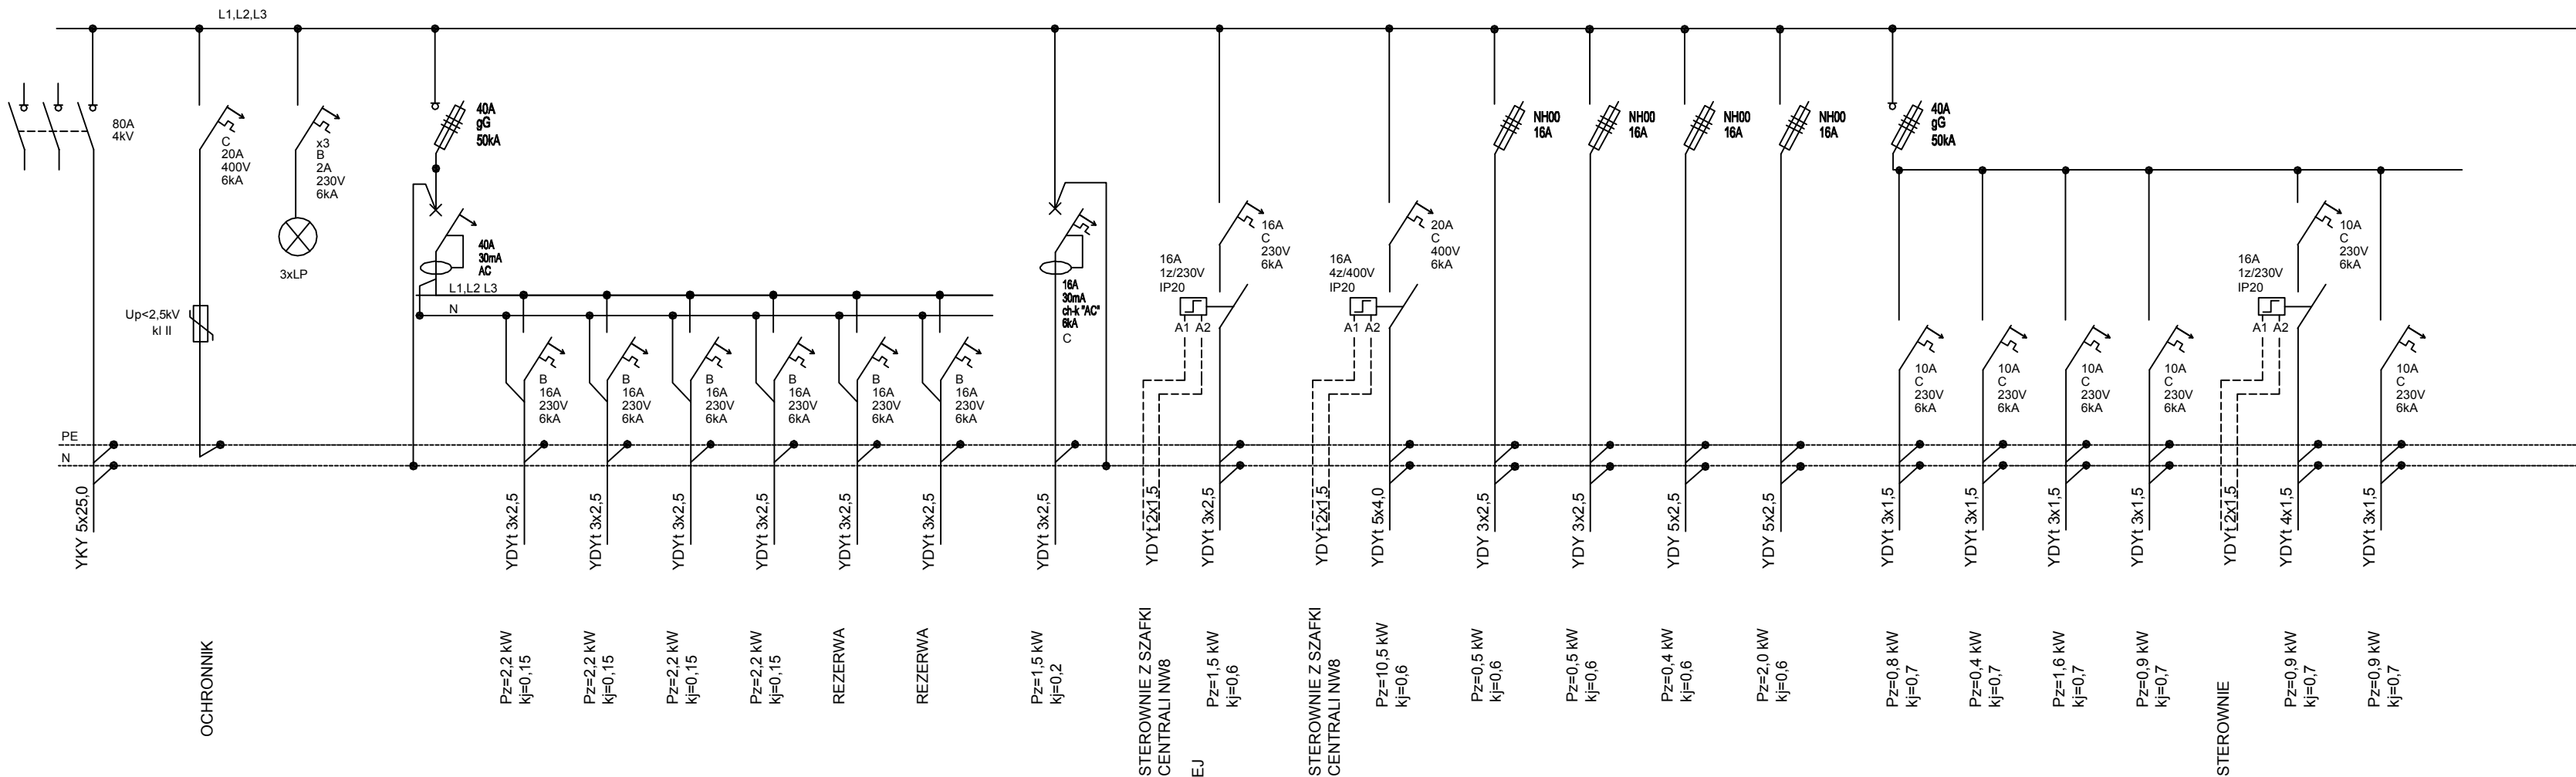 L1,L2,L3
80A
4kV
C
20A
400V
6kA
x3
B
2A
230V
6kA
3xLP
Up<2,5kV
kl II
40A
gG
50kA
40A
30mA
AC
L1,L2 L3
N
B
16A
230V
6kA
B
16A
230V
6kA
B
16A
230V
6kA
B
16A
230V
6kA
B
16A
230V
6kA
B
16A
230V
6kA
16A
30mA
ch-k "AC"
6kA
C
16A
C
230V
6kA
16A
1z/230V
IP20
A1 A2
20A
C
400V
6kA
16A
4z/400V
IP20
A1 A2
NH00
16A
NH00
16A
NH00
16A
NH00
16A
40A
gG
50kA
10A
C
230V
6kA
10A
C
230V
6kA
10A
C
230V
6kA
10A
C
230V
6kA
16A
1z/230V
IP20
A1 A2
10A
C
230V
6kA
10A
C
230V
6kA
PE
N
YKY 5x25,0
YDYt 3x2,5
YDYt 3x2,5
YDYt 3x2,5
YDYt 3x2,5
YDYt 3x2,5
YDYt 3x2,5
YDYt 3x2,5
YDYt 2x1,5
YDYt 3x2,5
YDYt 2x1,5
YDYt 5x4,0
YDY 3x2,5
YDY 3x2,5
YDY 5x2,5
YDY 5x2,5
YDYt 3x1,5
YDYt 3x1,5
YDYt 3x1,5
YDYt 3x1,5
YDYt 2x1,5
YDYt 4x1,5
YDYt 3x1,5
OCHRONNIK
Pz=2,2 kW
kj=0,15
Pz=2,2 kW
kj=0,15
Pz=2,2 kW
kj=0,15
Pz=2,2 kW
kj=0,15
REZERWA
REZERWA
Pz=1,5 kW
kj=0,2
STEROWNIE Z SZAFKI
CENTRALI NW8
EJ
Pz=1,5 kW
kj=0,6
STEROWNIE Z SZAFKI
CENTRALI NW8
Pz=10,5 kW
kj=0,6
Pz=0,5 kW
kj=0,6
Pz=0,5 kW
kj=0,6
Pz=0,4 kW
kj=0,6
Pz=2,0 kW
kj=0,6
Pz=0,8 kW
kj=0,7
Pz=0,4 kW
kj=0,7
Pz=1,6 kW
kj=0,7
Pz=0,9 kW
kj=0,7
STEROWNIE
Pz=0,9 kW
kj=0,7
Pz=0,9 kW
kj=0,7